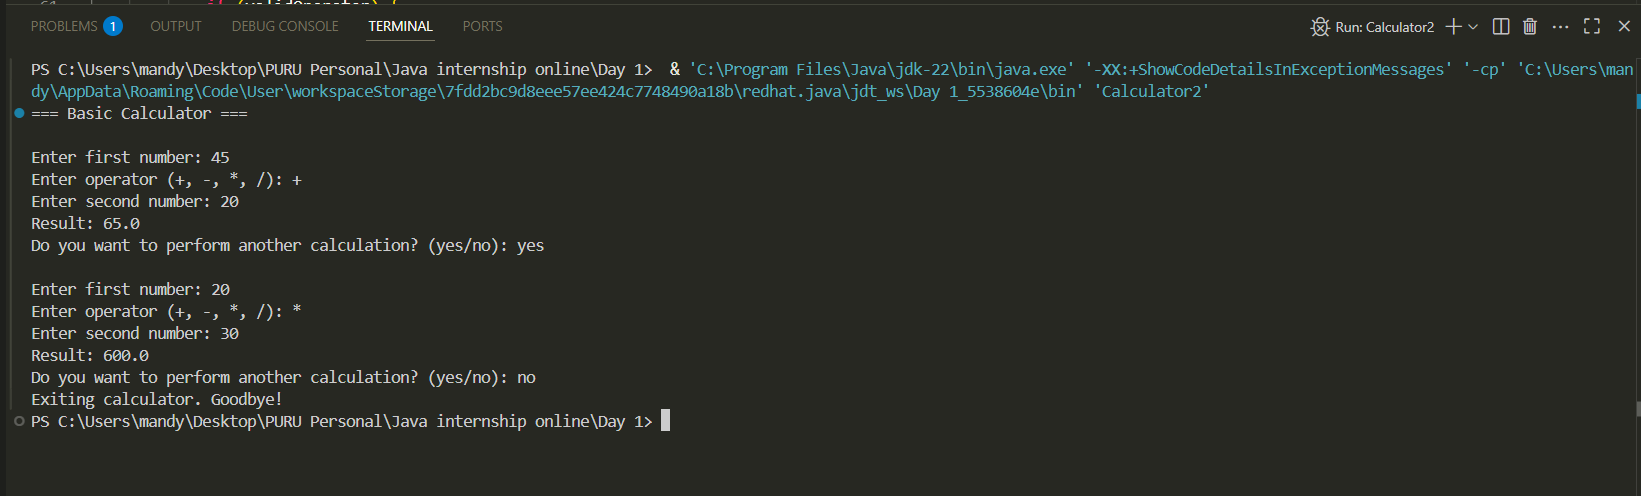 61 if (validOperator) {
PROBLEMS 1 OUTPUT DEBUG CONSOLE TERMINAL PORTS Run: Calculator2
PS C:\Users\mandy\Desktop\PURU Personal\Java internship online\Day 1>  & 'C:\Program Files\Java\jdk-22\bin\java.exe' '-XX:+ShowCodeDetailsInExceptionMessages' '-cp' 'C:\Users\man
dy\AppData\Roaming\Code\User\workspaceStorage\7fdd2bc9d8eee57ee424c7748490a18b\redhat.java\jdt_ws\Day 1_5538604e\bin' 'Calculator2'
=== Basic Calculator ===
Enter first number: 45
Enter operator (+, -, *, /): +
Enter second number: 20
Result: 65.0
Do you want to perform another calculation? (yes/no): yes
Enter first number: 20
Enter operator (+, -, *, /): *
Enter second number: 30
Result: 600.0
Do you want to perform another calculation? (yes/no): no
Exiting calculator. Goodbye!
PS C:\Users\mandy\Desktop\PURU Personal\Java internship online\Day 1>